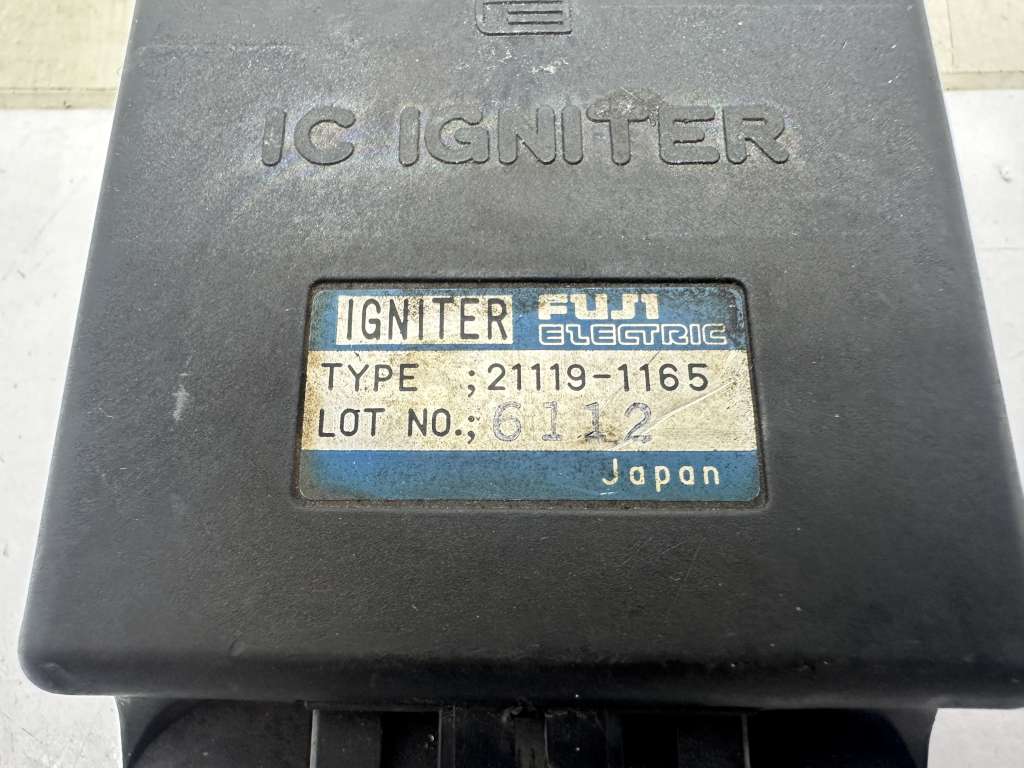 IC IGNITER
IGNITER FUJI
ELECTRIC
TYPE ; 21119-1165
LOT NO.; 6112
Japan